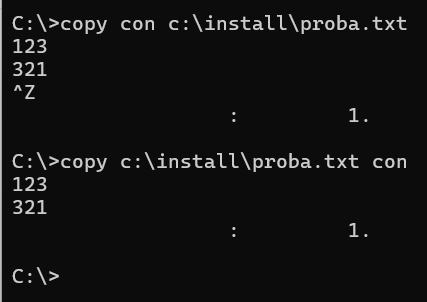 C:\>copy con c:\install\proba.txt
123
321
^Z
: 1.
C:\>copy c:\install\proba.txt con
123
321
: 1.
C:\>